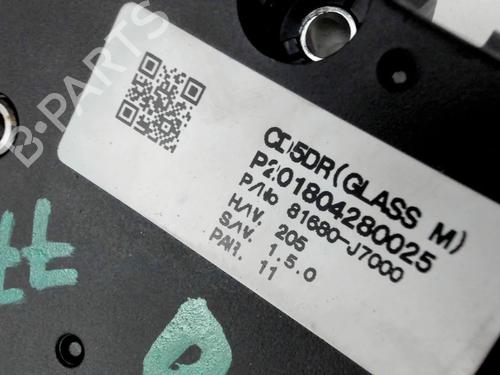 CD5DR(GLASS M)
P201804280025
P/No 81680-J7000
H/V. 205
S/V. 1.5.0
PAR. 11
B-PARTS